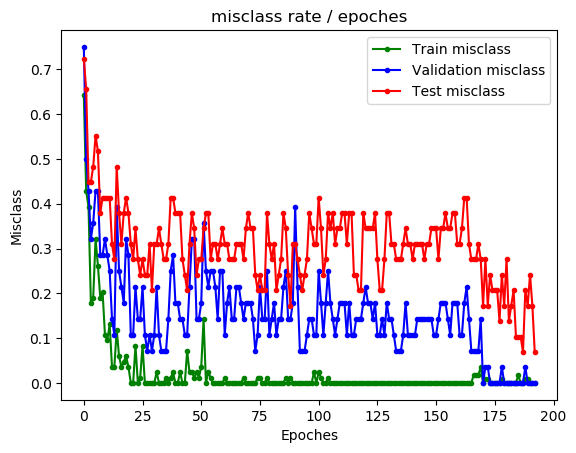 misclass rate / epoches
Train misclass
Validation misclass
Test misclass
Misclass
0.7
0.6
0.5
0.4
0.3
0.2
0.1
0.0
0 25 50 75 100 125 150 175 200
Epoches